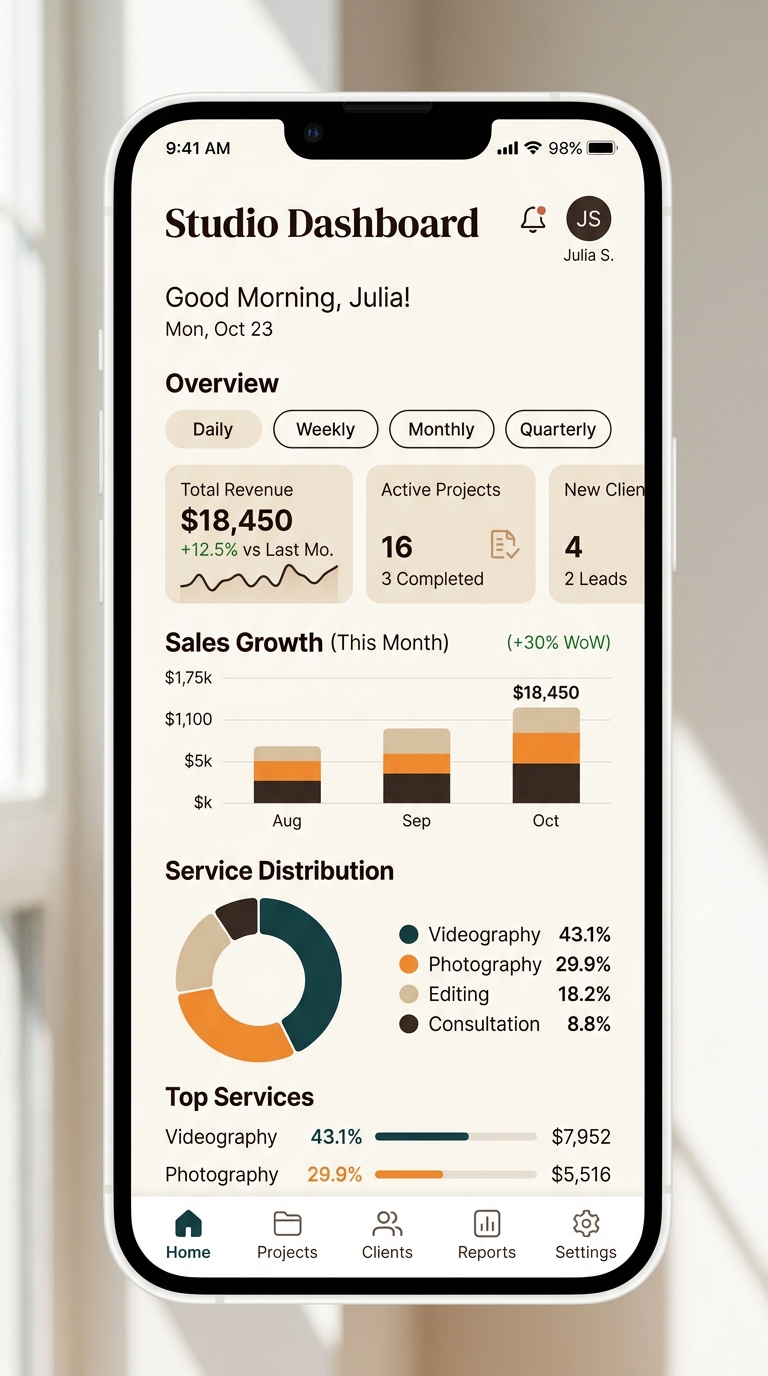 9:41 AM 98%
Studio Dashboard
JS
Julia S.
Good Morning, Julia!
Mon, Oct 23
Overview
Daily Weekly Monthly Quarterly
Total Revenue
$18,450
+12.5% vs Last Mo.
Active Projects
16
3 Completed
New Clien
4
2 Leads
Sales Growth (This Month) (+30% WoW)
$1,75k
$1,100
$5k
$k
$18,450
Aug Sep Oct
Service Distribution
Videography 43.1%
Photography 29.9%
Editing 18.2%
Consultation 8.8%
Top Services
Videography 43.1% $7,952
Photography 29.9% $5,516
Home Projects Clients Reports Settings